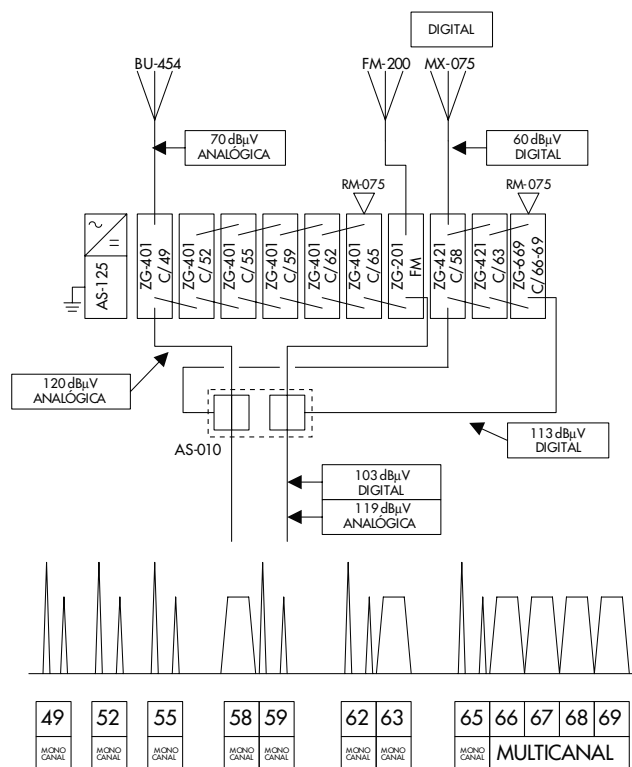 DIGITAL
BU-454
FM-200
MX-075
70 dBµV
ANALÓGICA
60 dBµV
DIGITAL
RM-075
RM-075
AS-125
ZG-401
C/49
ZG-401
C/52
ZG-401
C/55
ZG-401
C/59
ZG-401
C/62
ZG-401
C/65
ZG-201
FM
ZG-421
C/58
ZG-421
C/63
ZG-669
C/66-69
120 dBµV
ANALÓGICA
AS-010
113 dBµV
DIGITAL
103 dBµV
DIGITAL
119 dBµV
ANALÓGICA
49 52 55 58 59 62 63 65 66 67 68 69
MONO
CANAL
MONO
CANAL
MONO
CANAL
MONO
CANAL
MONO
CANAL
MONO
CANAL
MONO
CANAL
MONO
CANAL
MULTICANAL